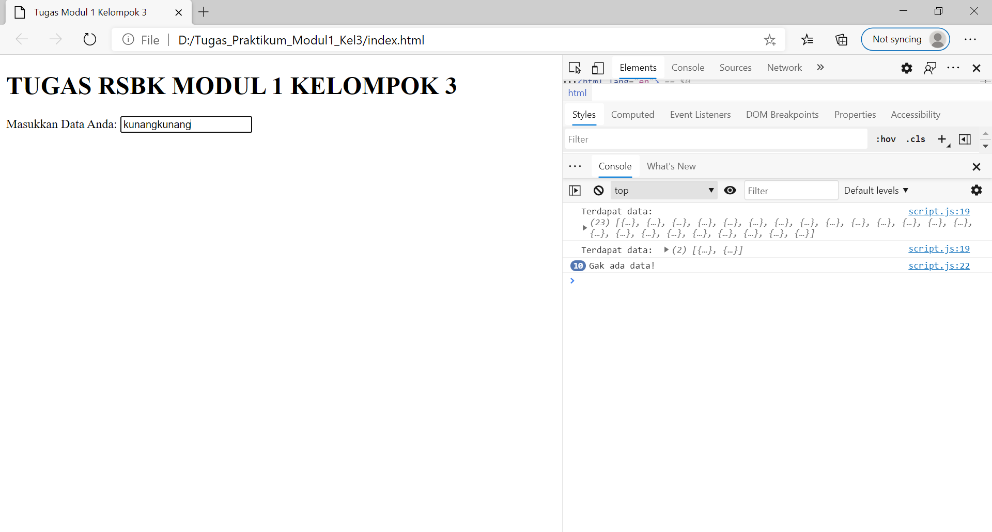 Tugas Modul 1 Kelompok 3
File | D:/Tugas_Praktikum_Modul1_Kel3/index.html
Not syncing
TUGAS RSBK MODUL 1 KELOMPOK 3
Masukkan Data Anda: kunangkunang
Elements Console Sources Network »
html
Styles Computed Event Listeners DOM Breakpoints Properties Accessibility
Filter :hov .cls +
Console What's New
top Filter Default levels
Terdapat data: script.js:19
(23) [{…}, {…}, {…}, {…}, {…}, {…}, {…}, {…}, {…}, {…}, {…}, {…}, {…}, {…},
{…}, {…}, {…}, {…}, {…}, {…}, {…}, {…}, {…}]
Terdapat data: (2) [{…}, {…}] script.js:19
10 Gak ada data! script.js:22